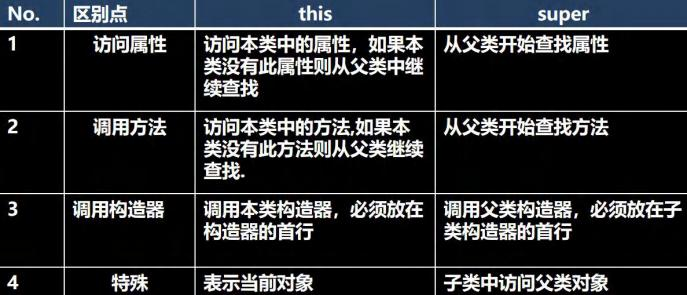 No. 区别点 this super
1 访问属性 访问本类中的属性，如果本 从父类开始查找属性
类没有此属性则从父类中继
续查找
2 调用方法 访问本类中的方法,如果本 从父类开始查找方法
类没有此方法则从父类继续
查找.
3 调用构造器 调用本类构造器，必须放在 调用父类构造器，必须放在子
构造器的首行 类构造器的首行
4 特殊 表示当前对象 子类中访问父类对象